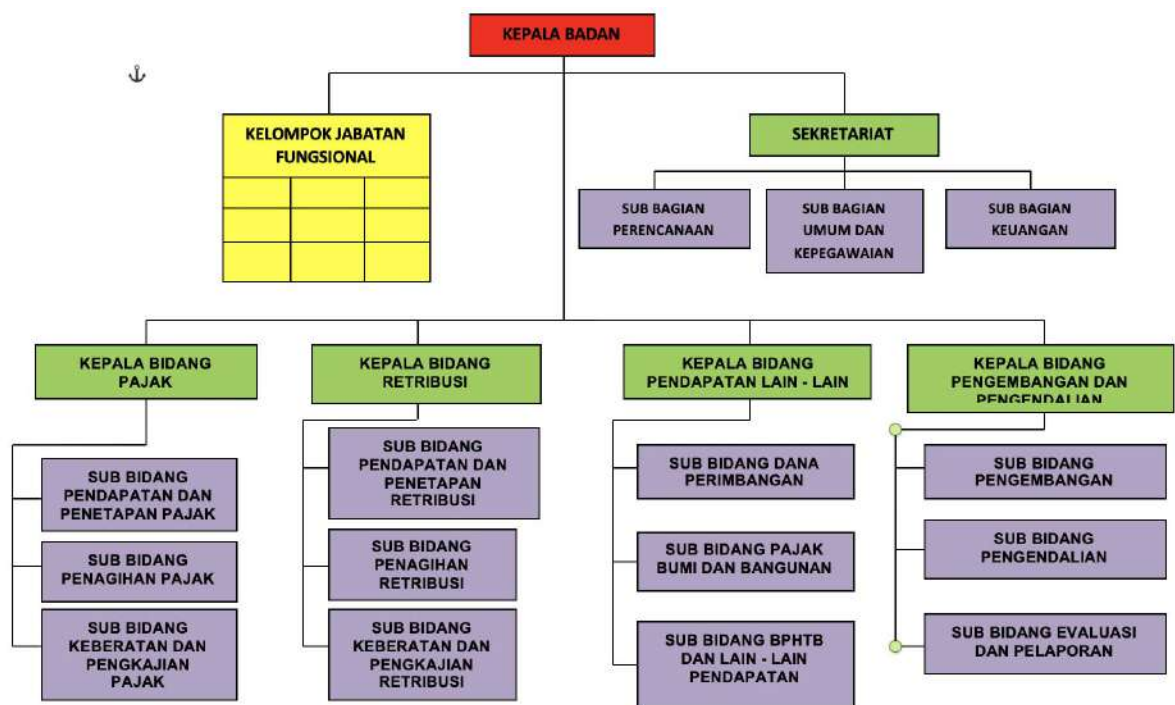 KEPALA BADAN
KELOMPOK JABATAN
FUNGSIONAL
SEKRETARIAT
SUB BAGIAN
PERENCANAAN
SUB BAGIAN
UMUM DAN
KEPEGAWAIAN
SUB BAGIAN
KEUANGAN
KEPALA BIDANG
PAJAK
KEPALA BIDANG
RETRIBUSI
KEPALA BIDANG
PENDAPATAN LAIN - LAIN
KEPALA BIDANG
PENGEMBANGAN DAN
PENGENDALIAN
SUB BIDANG
PENDAPATAN DAN
PENETAPAN PAJAK
SUB BIDANG
PENAGIHAN PAJAK
SUB BIDANG
KEBERATAN DAN
PENGKAJIAN
PAJAK
SUB BIDANG
PENDAPATAN DAN
PENETAPAN
RETRIBUSI
SUB BIDANG
PENAGIHAN
RETRIBUSI
SUB BIDANG
KEBERATAN DAN
PENGKAJIAN
RETRIBUSI
SUB BIDANG DANA
PERIMBANGAN
SUB BIDANG PAJAK
BUMI DAN BANGUNAN
SUB BIDANG BPHTB
DAN LAIN - LAIN
PENDAPATAN
SUB BIDANG
PENGEMBANGAN
SUB BIDANG
PENGENDALIAN
SUB BIDANG EVALUASI
DAN PELAPORAN